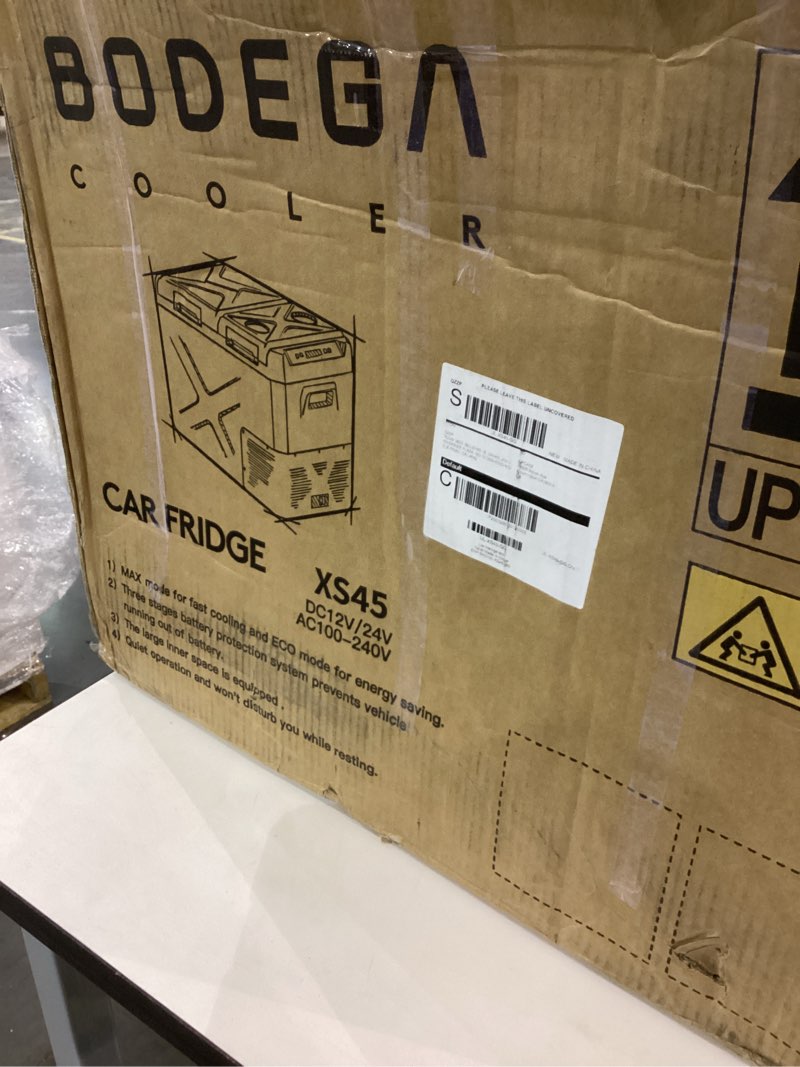 BODEGA
COOLER
CAR FRIDGE
XS45
DC12V/24V
AC100-240V
1) MAX mode for fast cooling and ECO mode for energy saving.
2) Three stages battery protection system prevents vehicle
running out of battery.
3) The large inner space is equipped.
4) Quiet operation and won't disturb you while resting.
PLEASE LEAVE THIS LABEL UNCOVERED
S
NEW MADE IN CHINA
Default
C
UP